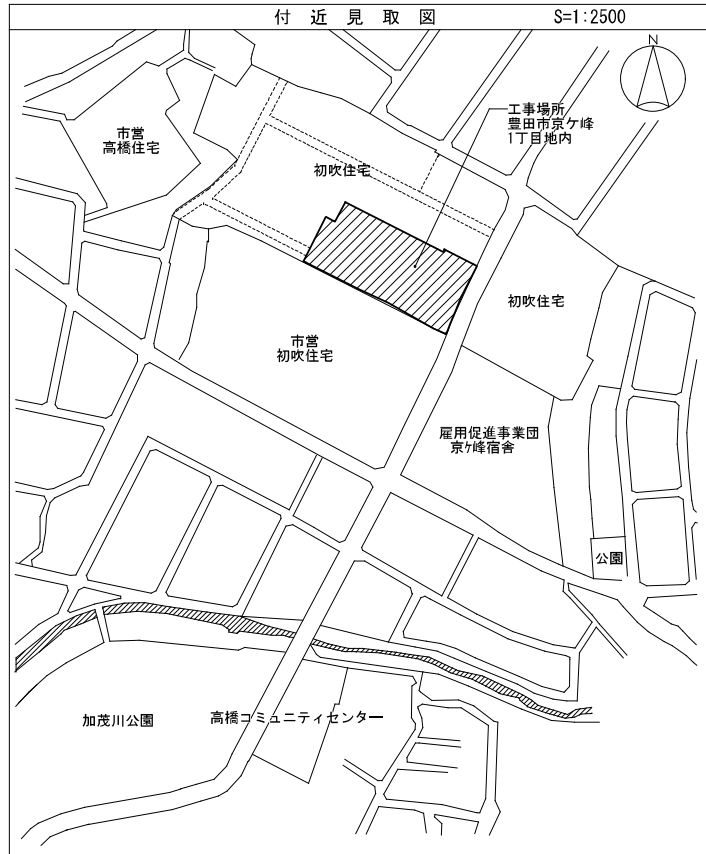 付近見取図 S=1:2500
N
工事場所
豊田市京ケ峰
1丁目地内
市営
高橋住宅
初吹住宅
初吹住宅
市営
初吹住宅
雇用促進事業団
京ケ峰宿舎
公園
加茂川公園
高橋コミュニティセンター